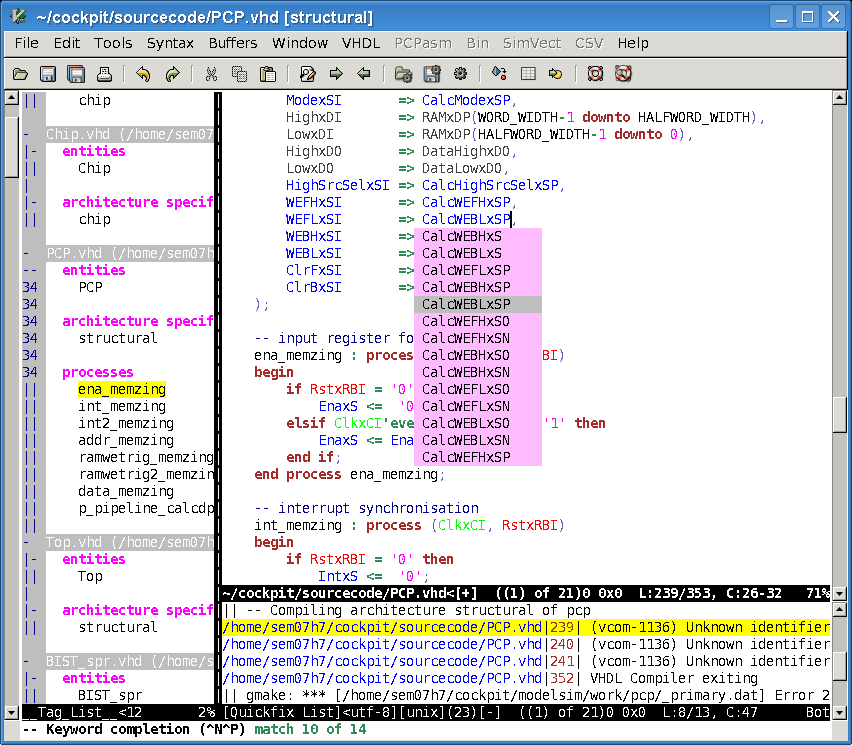 ~/cockpit/sourcecode/PCP.vhd [structural]
File Edit Tools Syntax Buffers Window VHDL PCPasm Bin SimVect CSV Help
|| chip
- Chip.vhd (/home/sem07
|- entities
|| Chip
|
|- architecture specif
|| chip
- PCP.vhd (/home/sem07h
-- entities
34 PCP
34
34 architecture specif
34 structural
34
34 processes
|| ena_memzing
|| int_memzing
|| int2_memzing
|| addr_memzing
|| ramwetrig_memzing
|| ramwetrig2_memzin
|| data_memzing
|| p_pipeline_calcdp
||
- Top.vhd (/home/sem07h
|- entities
|| Top
|
|- architecture specif
|| structural
- BIST_spr.vhd (/home/s
|- entities
|| BIST_spr
__Tag_List__<12 2%
ModexSI => CalcModexSP,
HighxDI => RAMxDP(WORD_WIDTH-1 downto HALFWORD_WIDTH),
LowxDI => RAMxDP(HALFWORD_WIDTH-1 downto 0),
HighxDO => DataHighxDO,
LowxDO => DataLowxDO,
HighSrcSelxSI => CalcHighSrcSelxSP,
WEFHxSI => CalcWEFHxSP,
WEFLxSI => CalcWEBLxSP,
WEBHxSI =>
WEBLxSI =>
ClrFxSI =>
ClrBxSI =>
);
CalcWEBHxS
CalcWEBLxS
CalcWEFLxSP
CalcWEBHxSP
CalcWEBLxSP
CalcWEFHxSO
CalcWEFHxSN
CalcWEBHxSO
CalcWEBHxSN
CalcWEFLxSO
CalcWEFLxSN
CalcWEBLxSO
CalcWEBLxSN
CalcWEFHxSP
-- input register fo
ena_memzing : proces BI)
begin
if RstxRBI = '0'
EnaxS <= '0
elsif ClkxCI'eve '1' then
EnaxS <= Ena
end if;
end process ena_memzing;
-- interrupt synchronisation
int_memzing : process (ClkxCI, RstxRBI)
begin
if RstxRBI = '0' then
IntxS <= '0';
~/cockpit/sourcecode/PCP.vhd<[+] ((1) of 21)0 0x0 L:239/353, C:26-32 71%
|| -- Compiling architecture structural of pcp
/home/sem07h7/cockpit/sourcecode/PCP.vhd|239| (vcom-1136) Unknown identifier
/home/sem07h7/cockpit/sourcecode/PCP.vhd|240| (vcom-1136) Unknown identifier
/home/sem07h7/cockpit/sourcecode/PCP.vhd|241| (vcom-1136) Unknown identifier
/home/sem07h7/cockpit/sourcecode/PCP.vhd|352| VHDL Compiler exiting
|| gmake: *** [/home/sem07h7/cockpit/modelsim/work/pcp/_primary.dat] Error 2
[Quickfix List]<utf-8][unix](23)[-] ((1) of 21)0 0x0 L:8/13, C:47 Bot
-- Keyword completion (^N^P) match 10 of 14